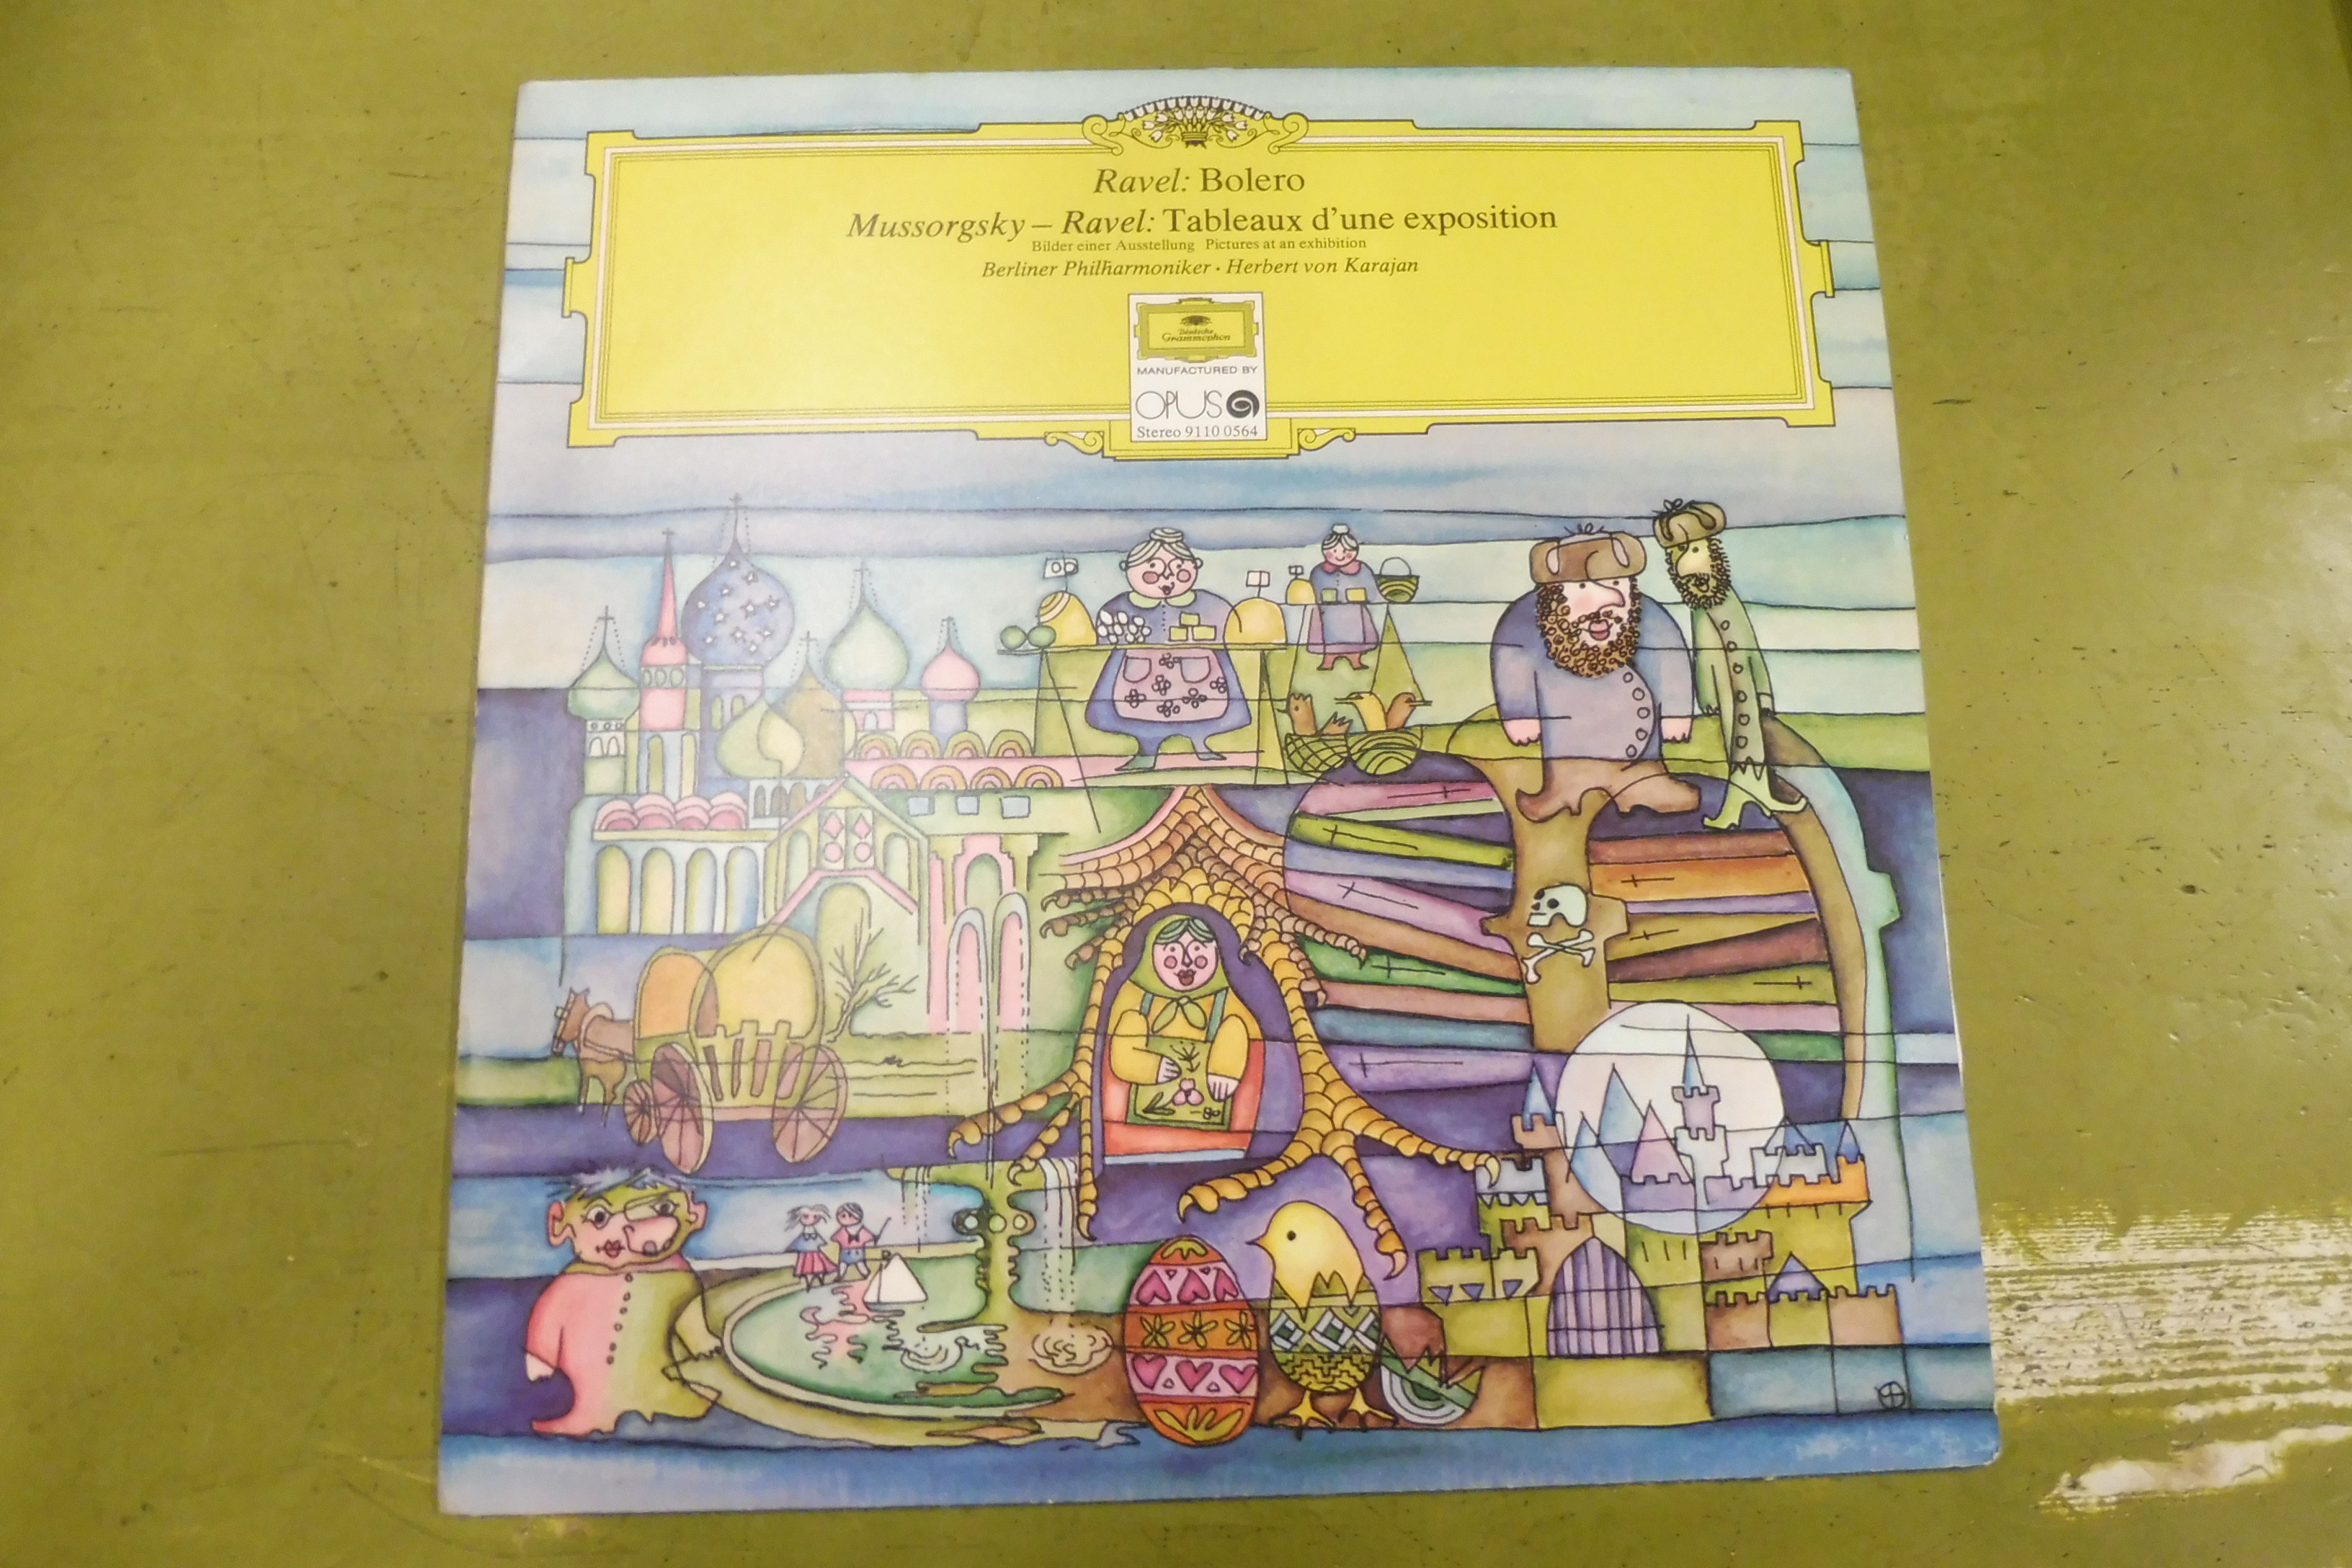 Ravel: Bolero
Mussorgsky – Ravel: Tableaux d'une exposition
Bilder einer Ausstellung Pictures at an exhibition
Berliner Philharmoniker · Herbert von Karajan
Deutsche
Grammophon
MANUFACTURED BY
OPUS
Stereo 9110 0564